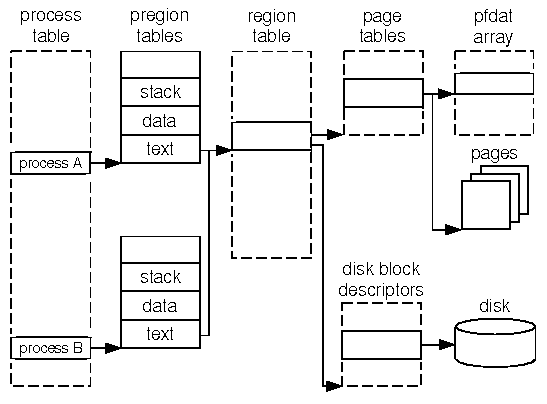 process table
pregion tables
region table
page tables
pfdat array
stack
data
text
process A
pages
stack
data
text
process B
disk block descriptors
disk